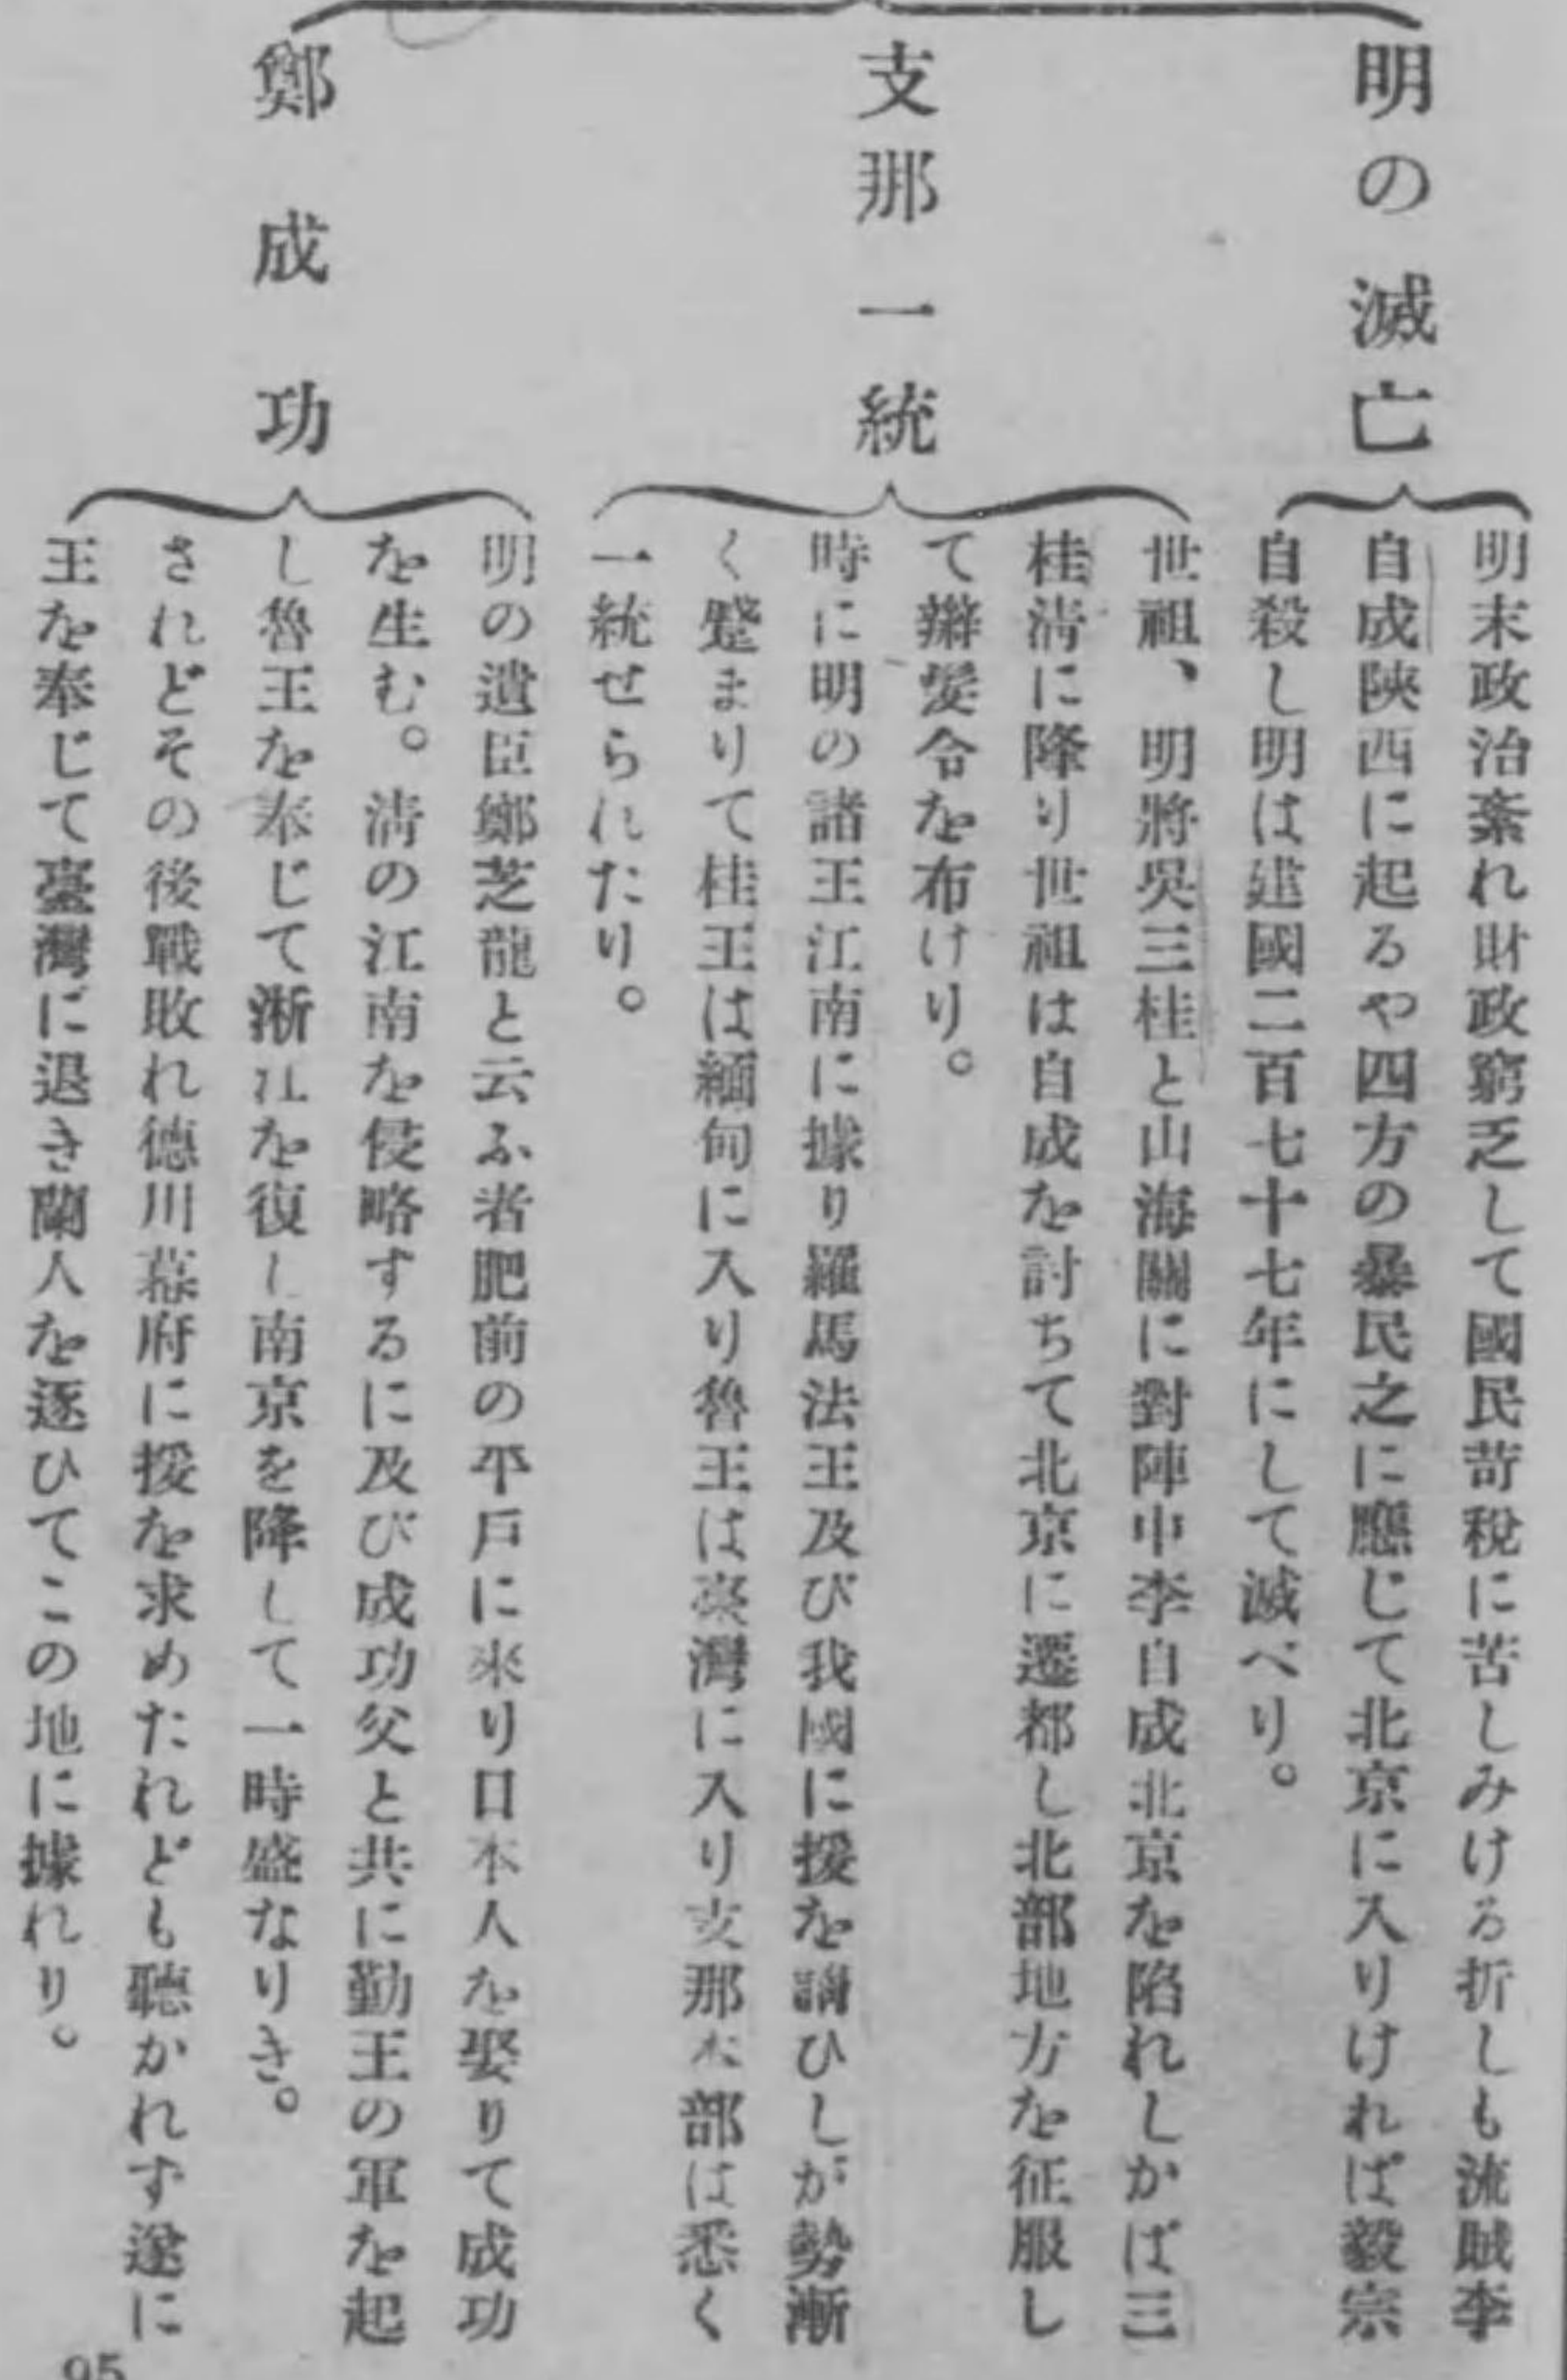 明の滅亡
明末政治紊れ財政窮乏して國民苛税に苦しみけろ折しも流賊李
自成陝西に起るや四方の暴民之に應じて北京に入りければ毅宗
自殺し明は建國二百七十七年にして滅べり。
支那一統
世祖、明將吳三桂と山海關に對陣中李自成北京を陷れしかば三
桂淸に降り世祖は自成を討ちて北京に遷都し北部地方を征服し
て辮髮令を布けり。
時に明の諸王江南に據り羅馬法王及び我國に援を請ひしが勢漸
く蹙まりて桂王は緬甸に入り魯王は臺灣に入り支那本部は悉く
一統せられたり。
鄭成功
明の遺臣鄭芝龍と云ふ者肥前の平戶に來り日本人を娶りて成功
を生む。淸の江南を侵略するに及び成功父と共に勤王の軍を起
し魯王を奉じて淅江を復し南京を降して一時盛なりき。
されどその後戰敗れ德川幕府に援を求めたれども聽かれず遂に
王を奉じて臺灣に退き蘭人を逐ひてこの地に據れり。
95